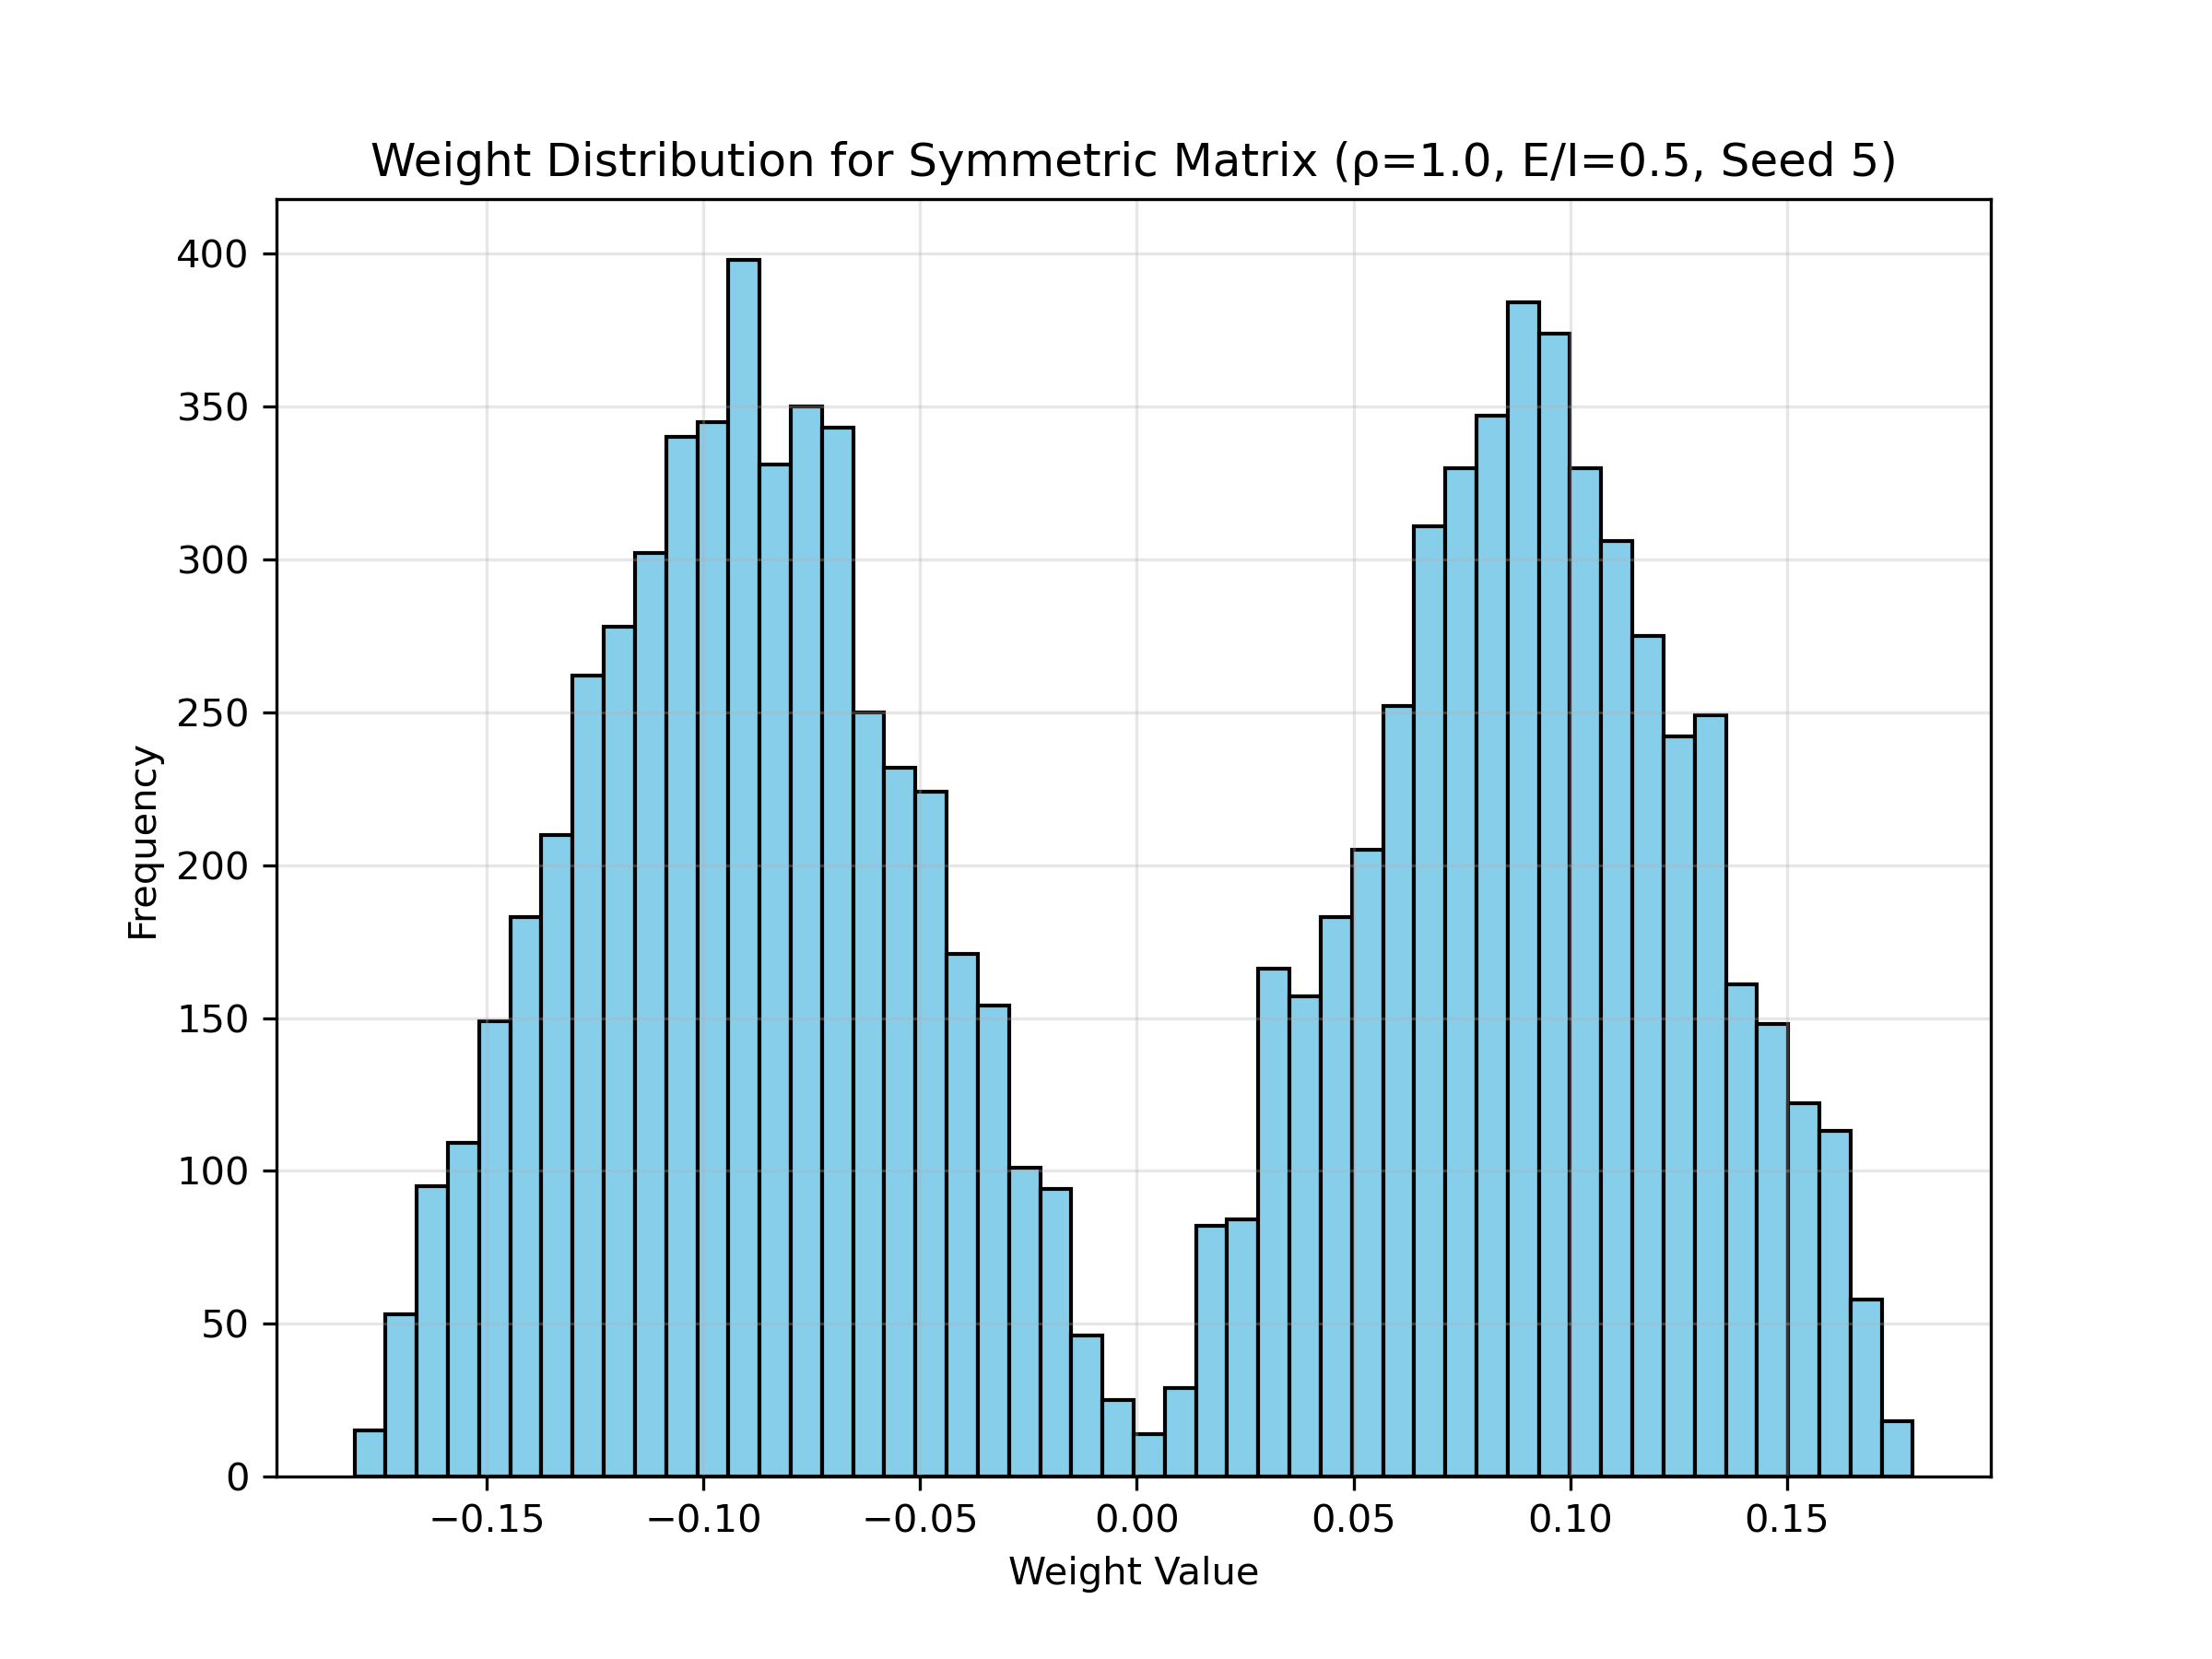 Weight Distribution for Symmetric Matrix (ρ=1.0, E/I=0.5, Seed 5)
400
350
300
250
200
150
100
50
0
Frequency
−0.15 −0.10 −0.05 0.00 0.05 0.10 0.15
Weight Value